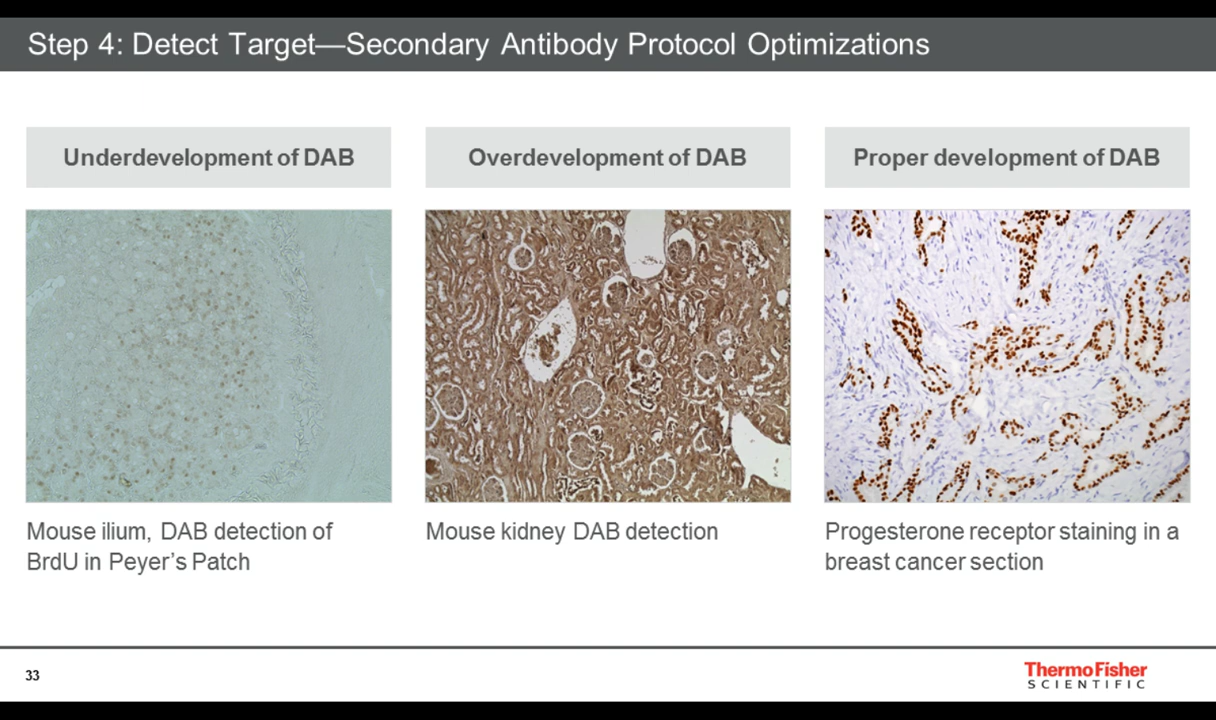 Step 4: Detect Target—Secondary Antibody Protocol Optimizations
Underdevelopment of DAB
Overdevelopment of DAB
Proper development of DAB
Mouse ilium, DAB detection of
BrdU in Peyer’s Patch
Mouse kidney DAB detection
Progesterone receptor staining in a
breast cancer section
33
ThermoFisher
SCIENTIFIC